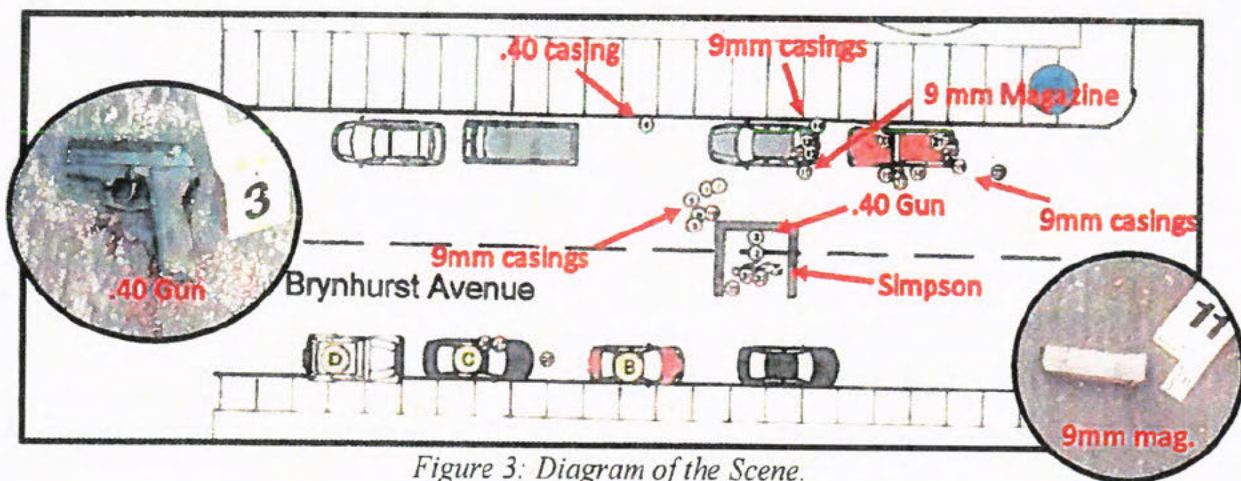 .40 casing
9mm casings
9 mm Magazine
3
.40 Gun
.40 Gun
9mm casings
9mm casings
Brynhurst Avenue
Simpson
D
C
B
11
9mm mag.
Figure 3: Diagram of the Scene.